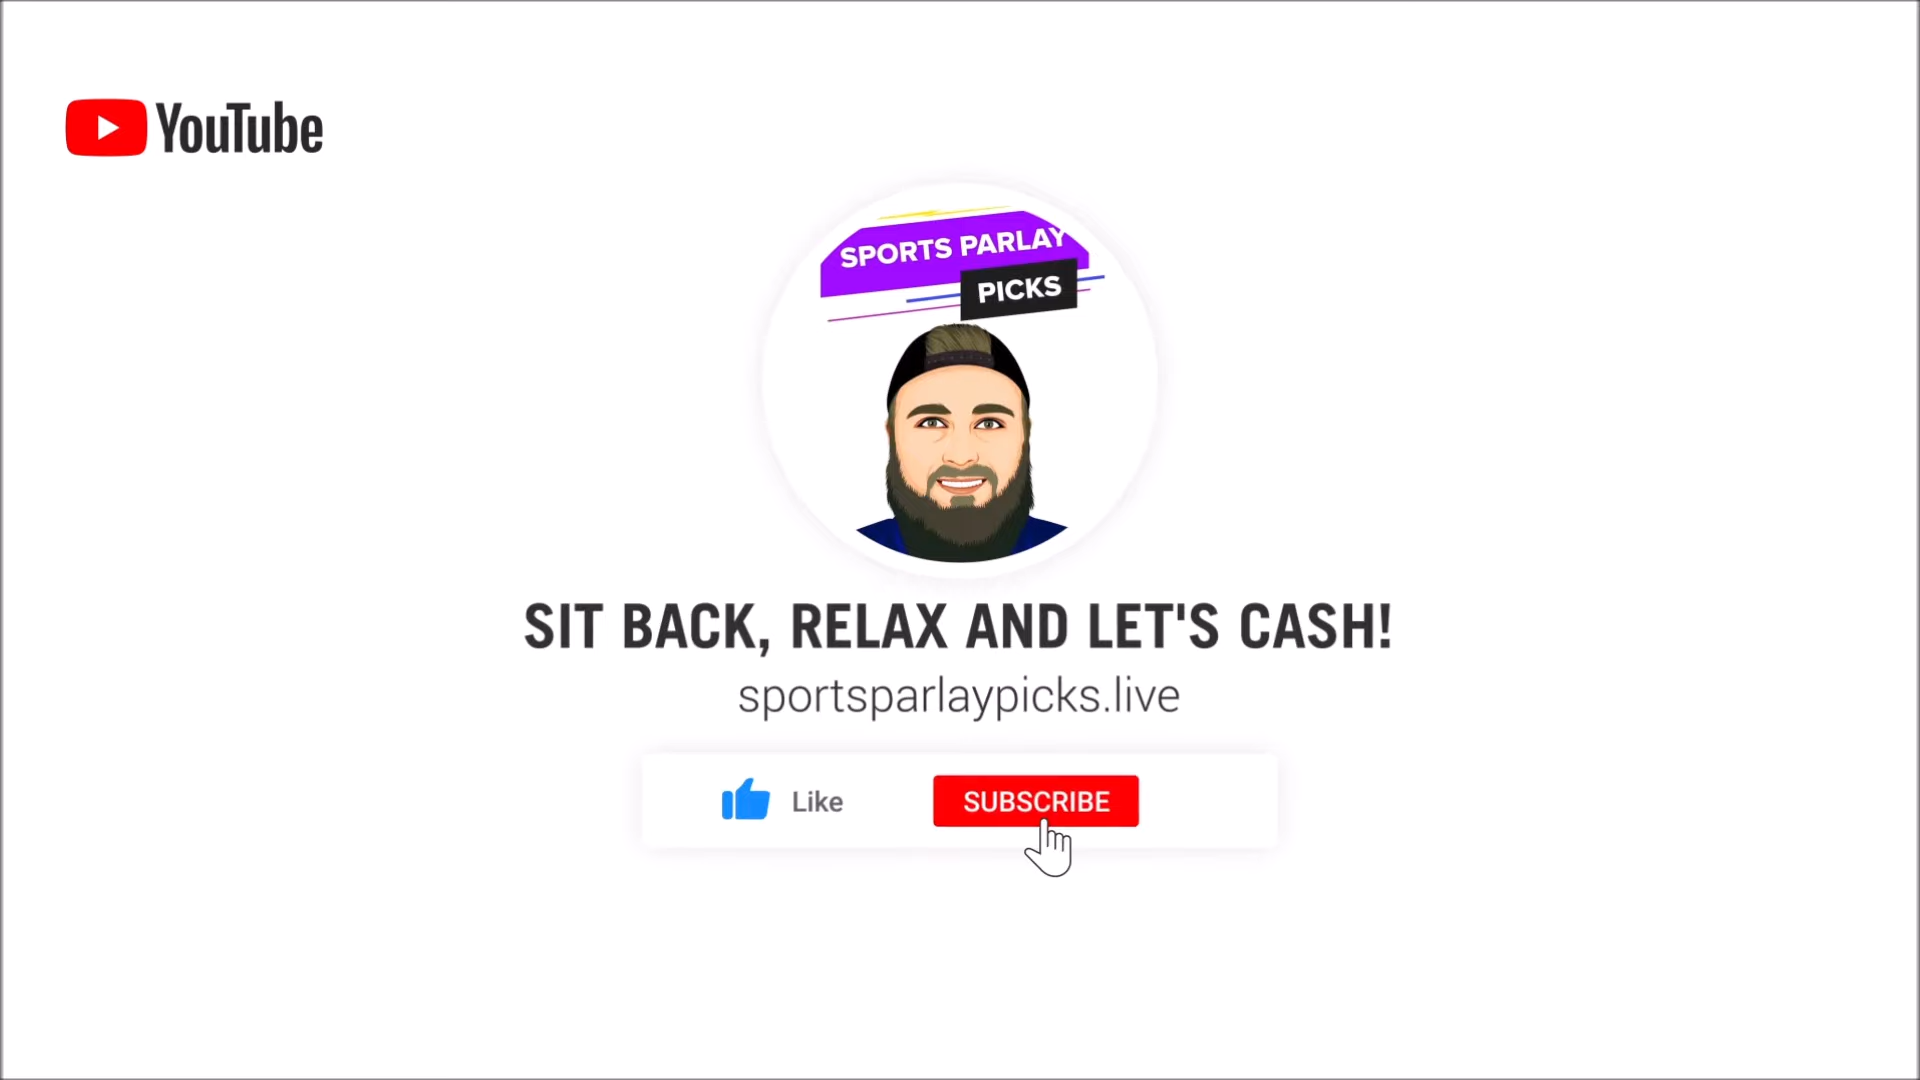 YouTube
SPORTS PARLAY
PICKS
SIT BACK, RELAX AND LET'S CASH!
sportsparlaypicks.live
Like
SUBSCRIBE